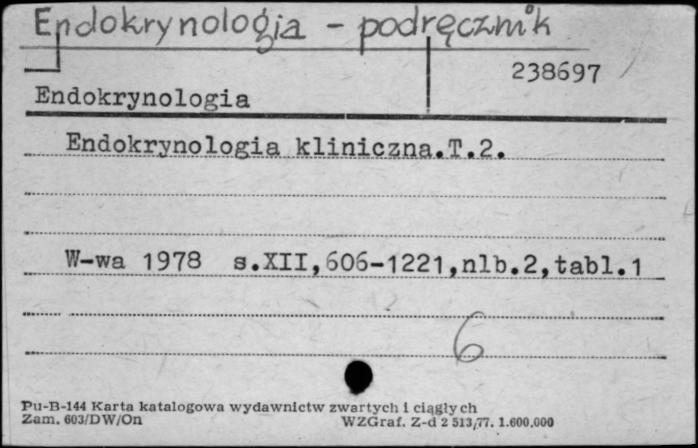 Endokrynologia - podręcznik
238697
Endokrynologia
Endokrynologia kliniczna.T.2.
W-wa 1978 s.XII,606-1221,nlb.2,tabl.1
6
Pu-B-144 Karta katalogowa wydawnictw zwartych i ciągłych
Zam. 603/DW/On WZGraf. Z-d 2 513/77. 1.600.000